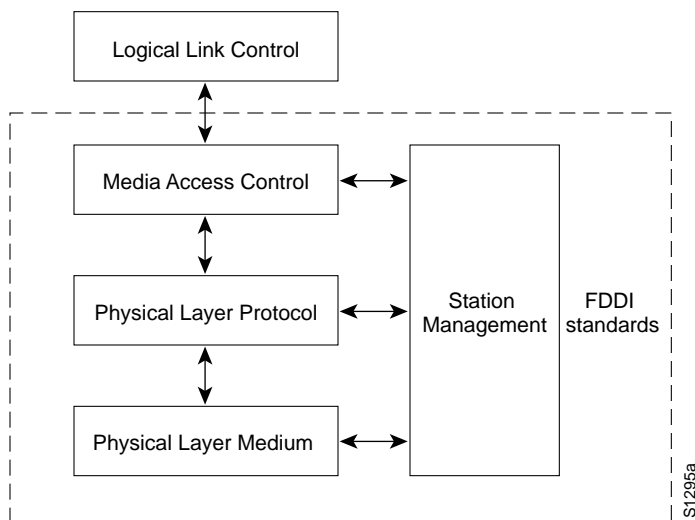 Logical Link Control
Media Access Control
Physical Layer Protocol
Station
Management
FDDI
standards
Physical Layer Medium
S1295a